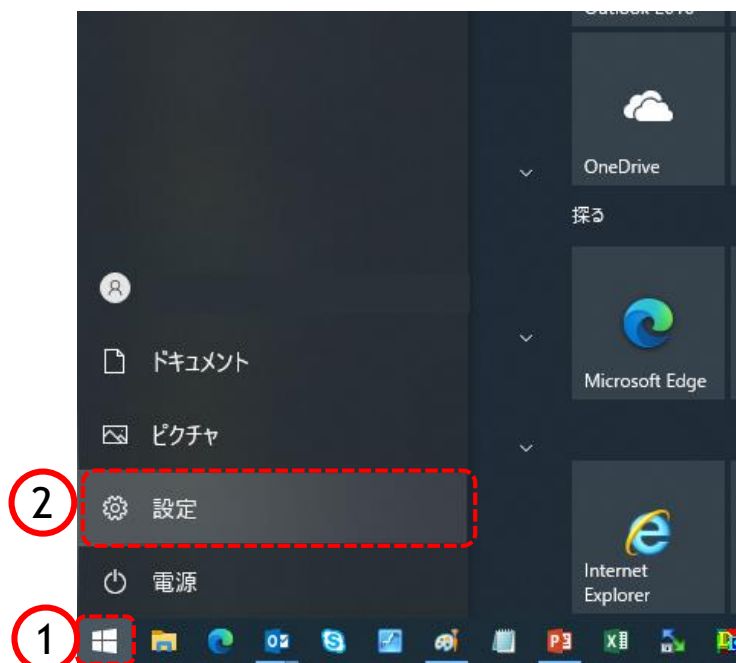 OneDrive
探る
ドキュメント
Microsoft Edge
ピクチャ
2
設定
Internet
Explorer
電源
1